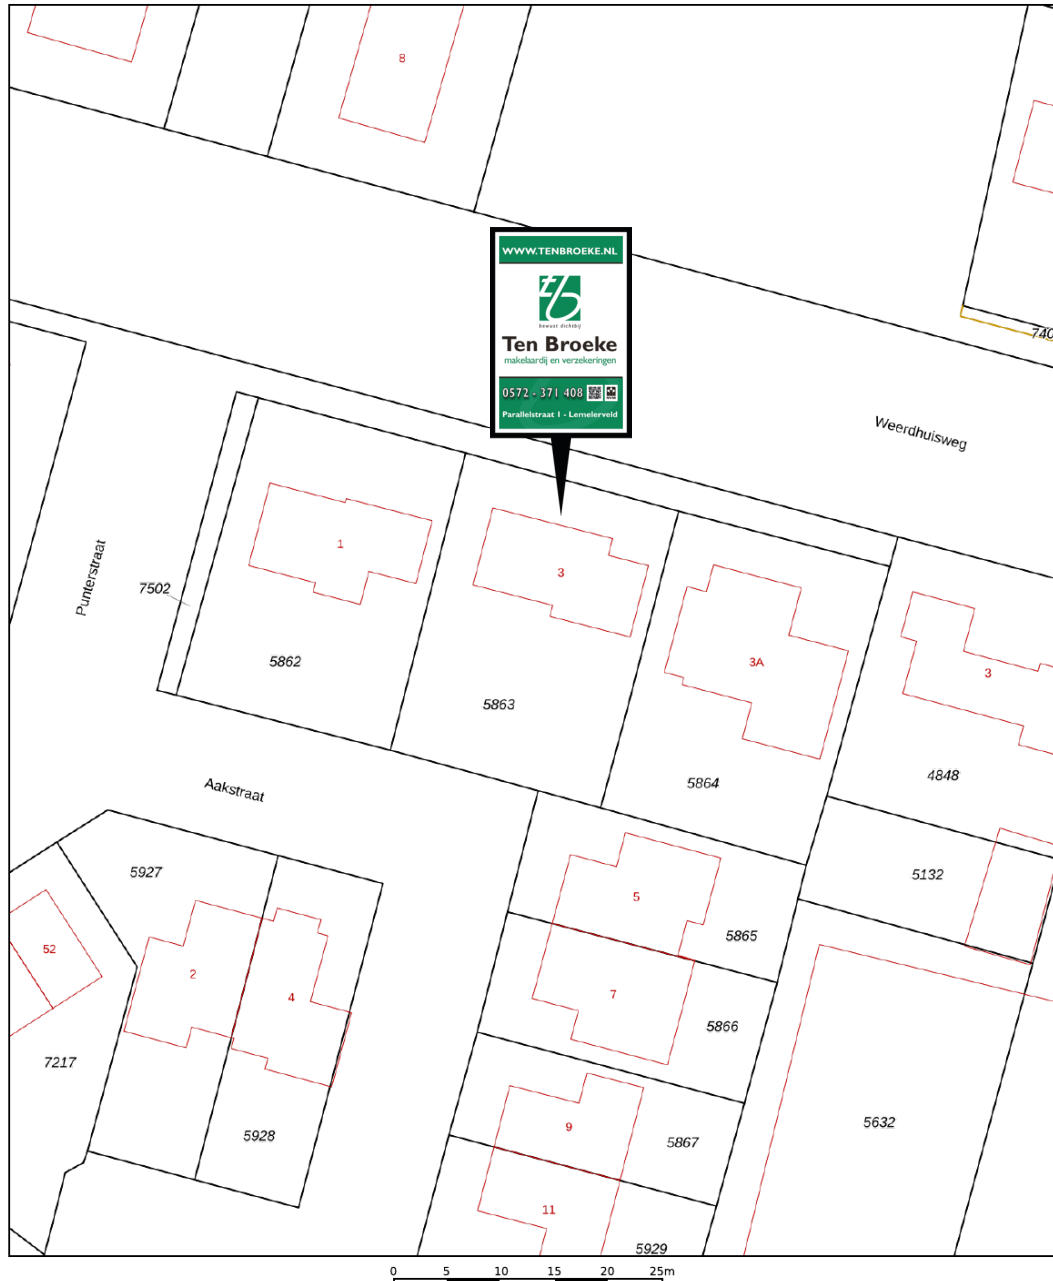 8
WWW.TENBROEKE.NL
tb
bewust dichtbij
Ten Broeke
makelaardij en verzekeringen
0572 - 371 408
Parallelstraat 1 - Lemelerveld
740
Weerdhuisweg
Punterstraat
7502
1
3
3A
3
5862
5863
5864
4848
Aakstraat
5927
5132
5
5865
52
2
4
7
5866
7217
5928
9
5867
5632
11
5929
0 5 10 15 20 25m